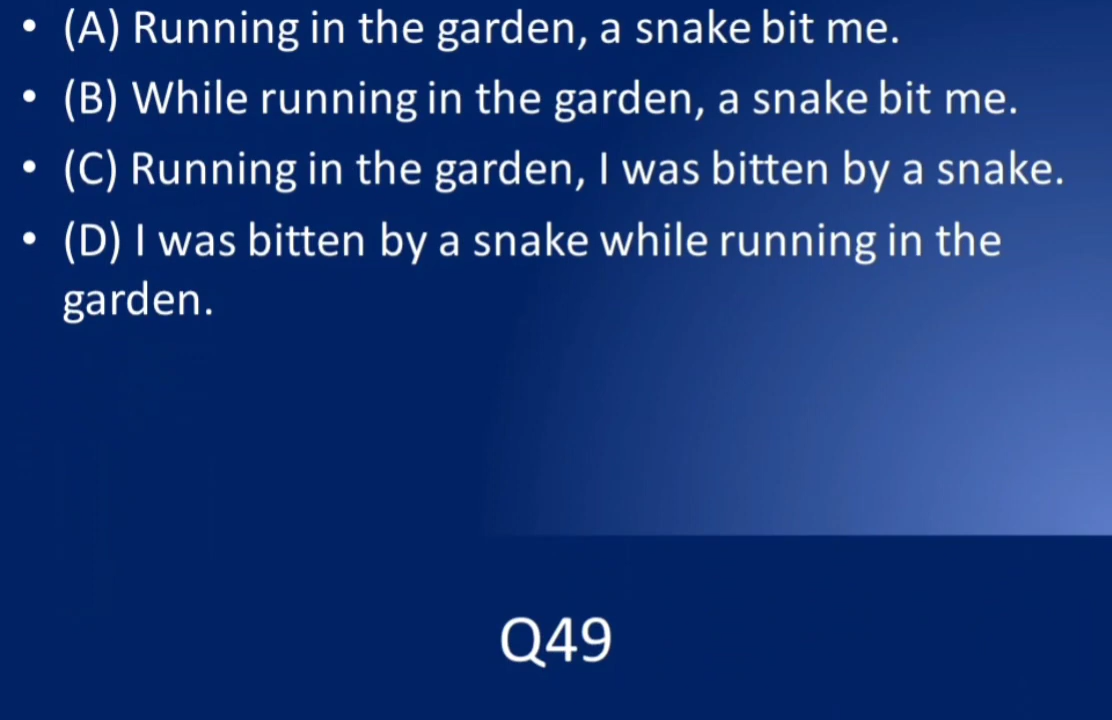 • (A) Running in the garden, a snake bit me.
• (B) While running in the garden, a snake bit me.
• (C) Running in the garden, I was bitten by a snake.
• (D) I was bitten by a snake while running in the
garden.
Q49